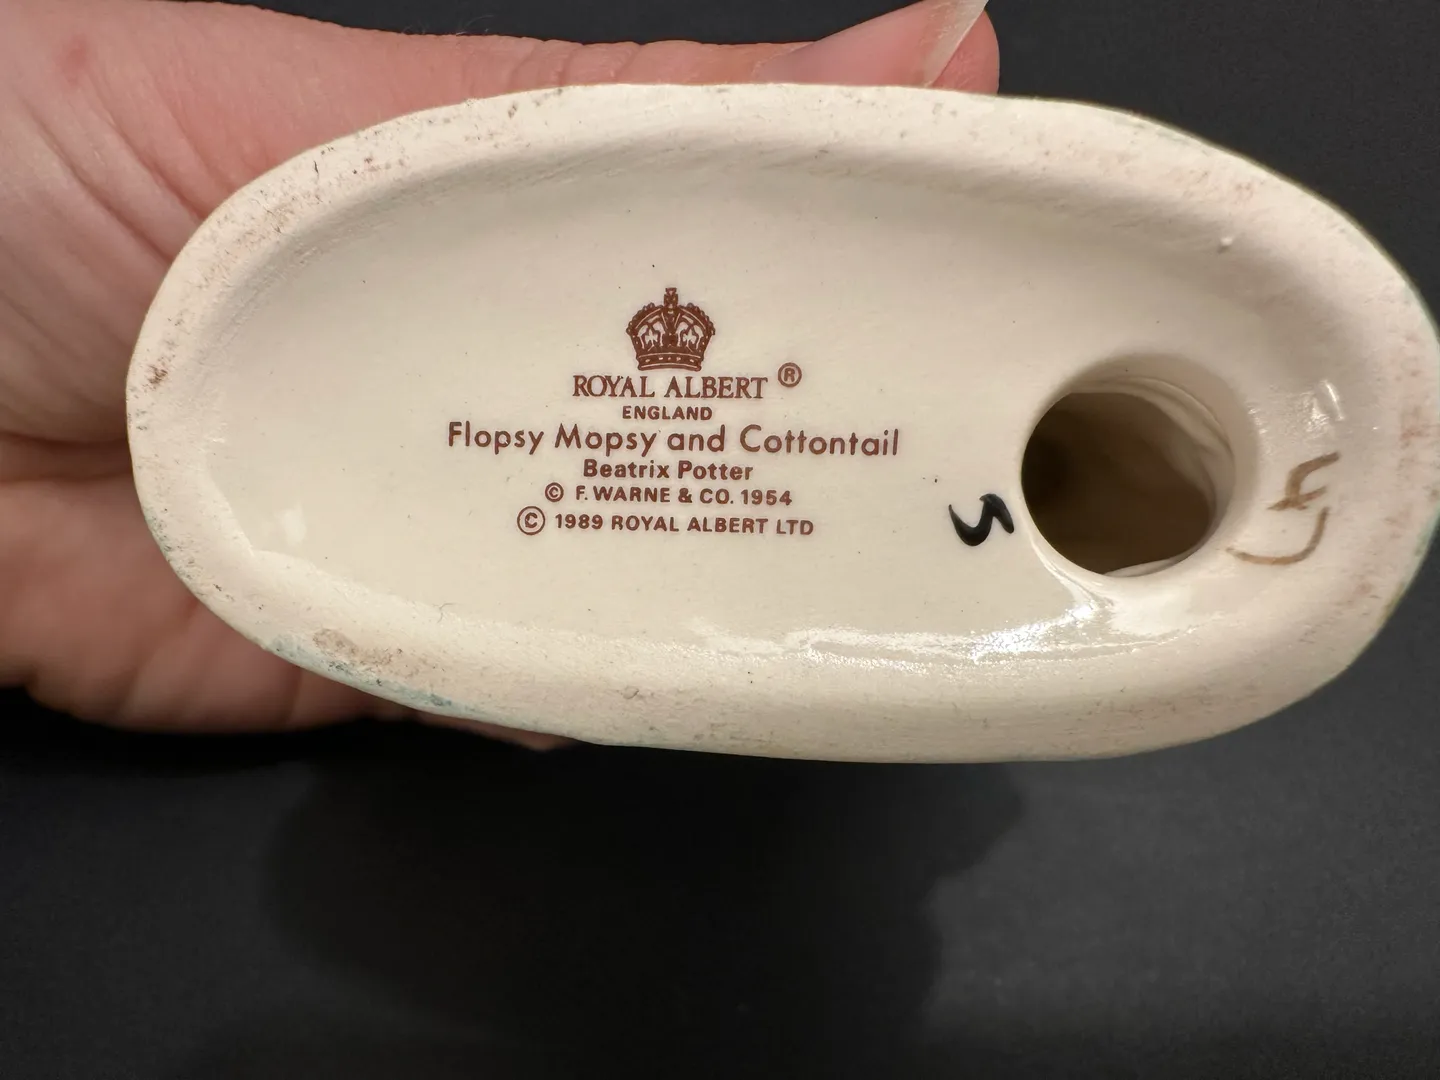 ROYAL ALBERT ®
ENGLAND
Flopsy Mopsy and Cottontail
Beatrix Potter
© F. WARNE & CO. 1954
© 1989 ROYAL ALBERT LTD